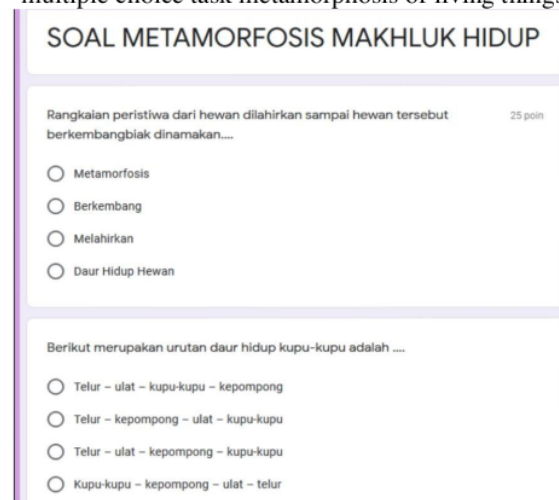 multiple choice task metamorphosis of living things
SOAL METAMORFOSIS MAKHLUK HIDUP
Rangkaian peristiwa dari hewan dilahirkan sampai hewan tersebut 25 poin
berkembangbiak dinamakan....
Metamorfosis
Berkembang
Melahirkan
Daur Hidup Hewan
Berikut merupakan urutan daur hidup kupu-kupu adalah ....
Telur – ulat – kupu-kupu – kepompong
Telur – kepompong – ulat – kupu-kupu
Telur – ulat – kepompong – kupu-kupu
Kupu-kupu – kepompong – ulat – telur